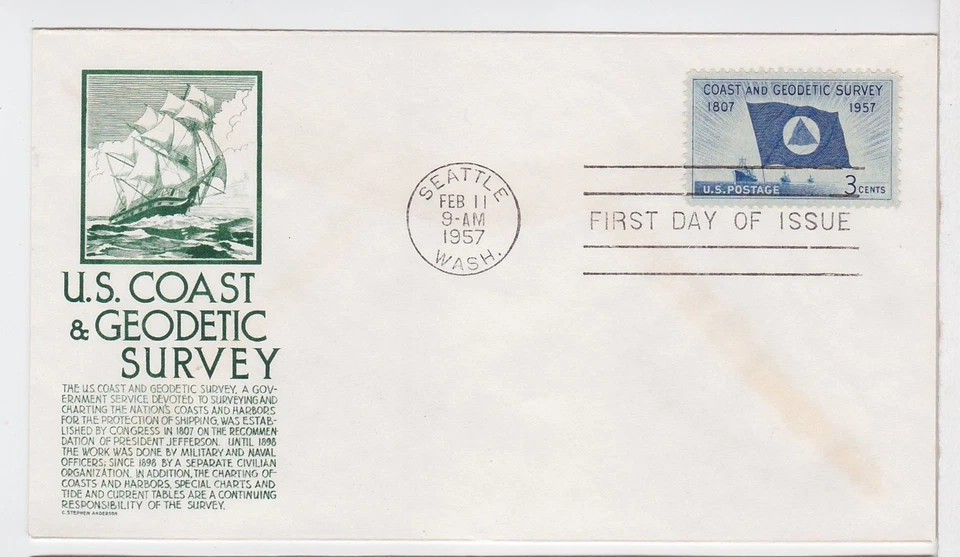 U.S. COAST
& GEODETIC
SURVEY
THE U.S. COAST AND GEODETIC SURVEY, A GOV-
ERNMENT SERVICE DEVOTED TO SURVEYING AND
CHARTING THE NATION'S COASTS AND HARBORS
FOR THE PROTECTION OF SHIPPING, WAS ESTAB-
LISHED BY CONGRESS IN 1807 ON THE RECOMMEN-
DATION OF PRESIDENT JEFFERSON. UNTIL 1898
THE WORK WAS DONE BY MILITARY AND NAVAL
OFFICERS; SINCE 1898 BY A SEPARATE CIVILIAN
ORGANIZATION. IN ADDITION, THE CHARTING OF
COASTS AND HARBORS, SPECIAL CHARTS AND
TIDE AND CURRENT TABLES ARE A CONTINUING
RESPONSIBILITY OF THE SURVEY.
C. STEPHEN ANDERSON
SEATTLE
FEB 11
9-AM
1957
WASH.
COAST AND GEODETIC SURVEY
1807 1957
U.S. POSTAGE 3 CENTS
FIRST DAY OF ISSUE